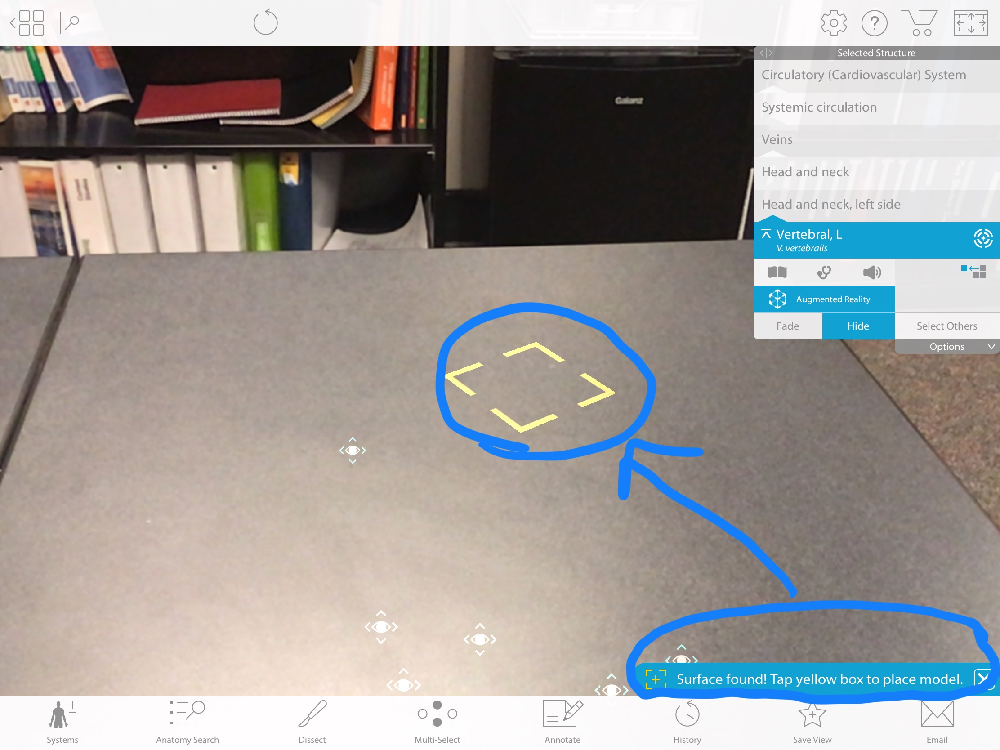 Selected Structure
Circulatory (Cardiovascular) System
Galanz
Systemic circulation
Veins
Head and neck
Head and neck, left side
Vertebral, L
V. vertebralis
Augmented Reality
Fade Hide Select Others
Options
Surface found! Tap yellow box to place model.
Systems Anatomy Search Dissect Multi-Select Annotate History Save View Email